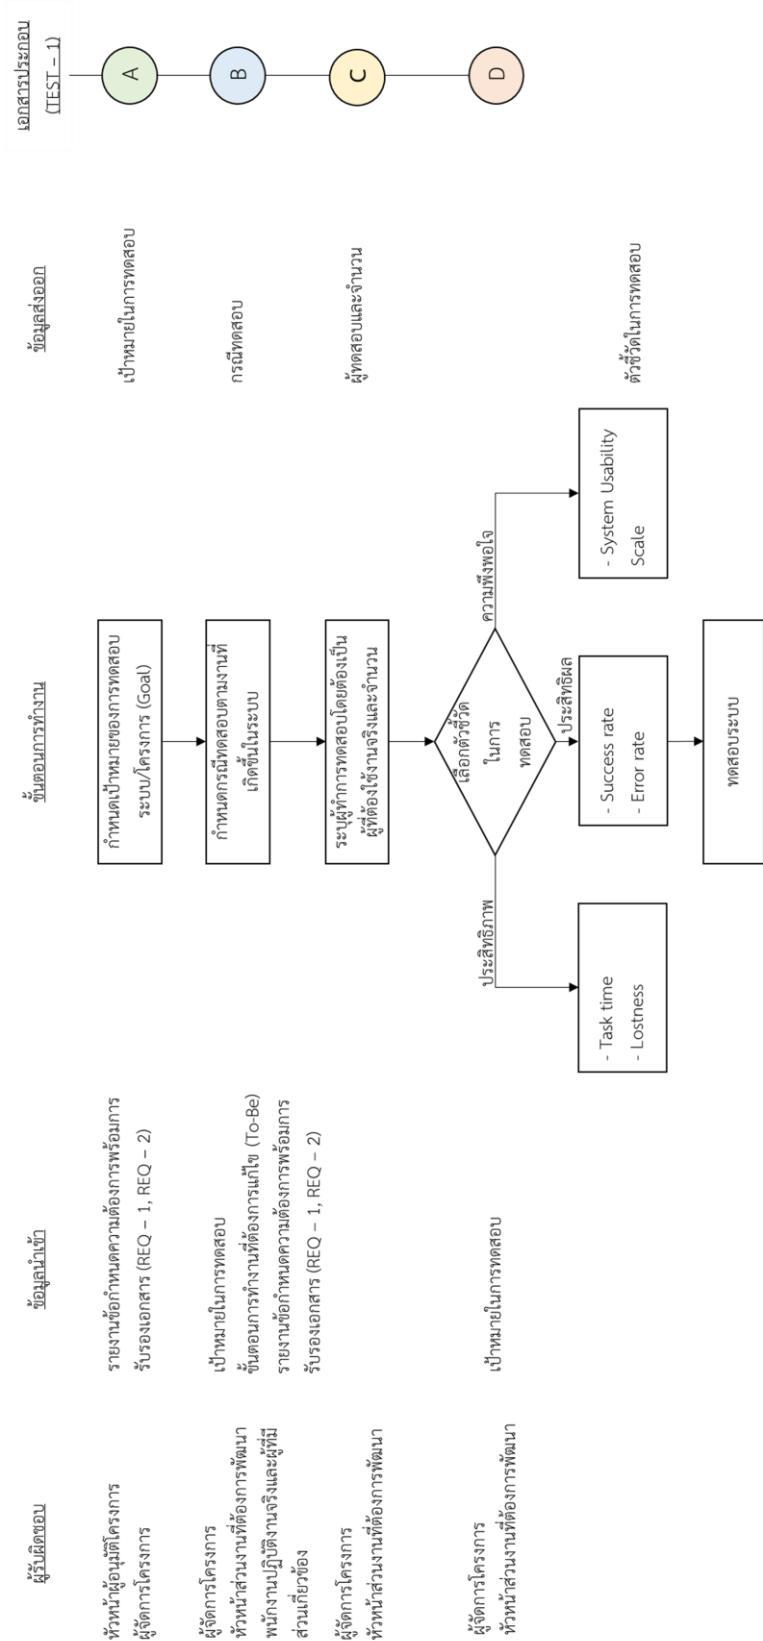 ผู้รับผิดชอบ
ข้อมูลนำเข้า
ขั้นตอนการทำงาน
ข้อมูลส่งออก
เอกสารประกอบ
(TEST – 1)
หัวหน้าผู้อนุมัติโครงการ
ผู้จัดการโครงการ
รายงานข้อกำหนดความต้องการพร้อมการ
รับรองเอกสาร (REQ – 1, REQ – 2)
กำหนดเป้าหมายของการทดสอบ
ระบบ/โครงการ (Goal)
เป้าหมายในการทดสอบ
A
ผู้จัดการโครงการ
หัวหน้าส่วนงานที่ต้องการพัฒนา
พนักงานปฏิบัติงานจริงและผู้ที่มี
ส่วนเกี่ยวข้อง
เป้าหมายในการทดสอบ
ขั้นตอนการทำงานที่ต้องการแก้ไข (To-Be)
รายงานข้อกำหนดความต้องการพร้อมการ
รับรองเอกสาร (REQ – 1, REQ – 2)
กำหนดกรณีทดสอบตามงานที่
เกิดขึ้นในระบบ
กรณีทดสอบ
B
ผู้จัดการโครงการ
หัวหน้าส่วนงานที่ต้องการพัฒนา
ระบุผู้ทำการทดสอบโดยต้องเป็น
ผู้ที่ต้องใช้งานจริงและจำนวน
ผู้ทดสอบและจำนวน
C
ผู้จัดการโครงการ
หัวหน้าส่วนงานที่ต้องการพัฒนา
เป้าหมายในการทดสอบ
เลือกตัวชี้วัด
ในการ
ทดสอบ
D
ประสิทธิภาพ
ประสิทธิผล
ความพึงพอใจ
- Task time
- Lostness
- Success rate
- Error rate
- System Usability
Scale
ตัวชี้วัดในการทดสอบ
ทดสอบระบบ